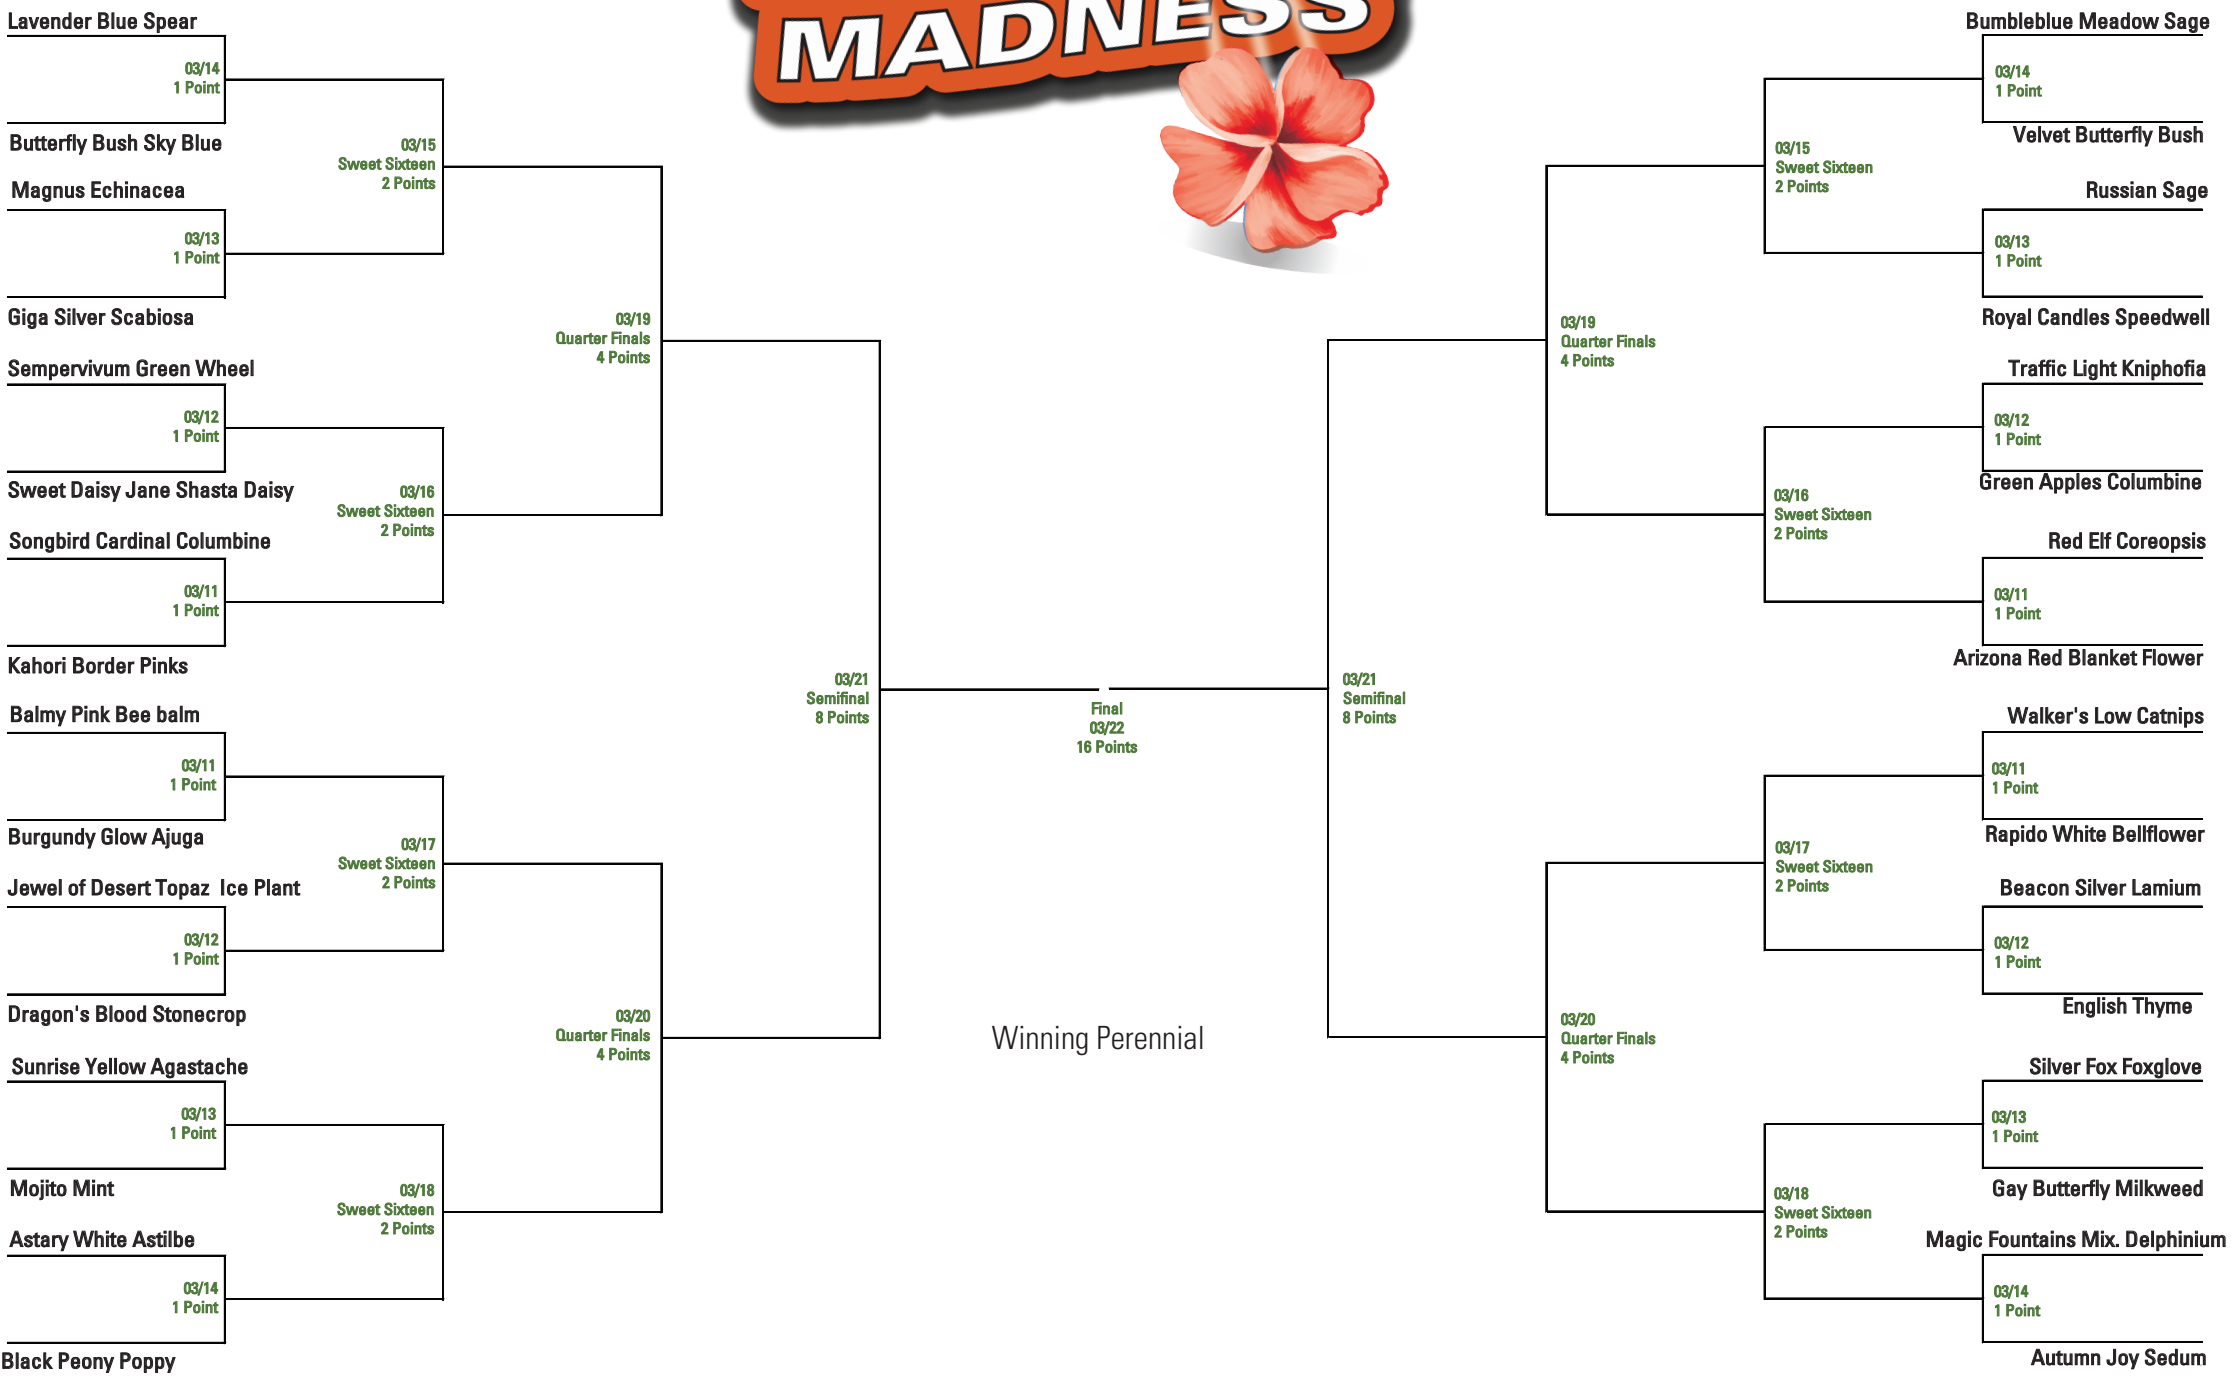 MADNESS
Lavender Blue Spear
03/14
1 Point
Butterfly Bush Sky Blue
03/15
Sweet Sixteen
2 Points
Magnus Echinacea
03/13
1 Point
Giga Silver Scabiosa
03/19
Quarter Finals
4 Points
Sempervivum Green Wheel
03/12
1 Point
Sweet Daisy Jane Shasta Daisy
03/16
Sweet Sixteen
2 Points
Songbird Cardinal Columbine
03/11
1 Point
Kahori Border Pinks
03/21
Semifinal
8 Points
Balmy Pink Bee balm
03/11
1 Point
Burgundy Glow Ajuga
03/17
Sweet Sixteen
2 Points
Jewel of Desert Topaz Ice Plant
03/12
1 Point
Dragon's Blood Stonecrop
03/20
Quarter Finals
4 Points
Sunrise Yellow Agastache
03/13
1 Point
Mojito Mint
03/18
Sweet Sixteen
2 Points
Astary White Astilbe
03/14
1 Point
Black Peony Poppy
Final
03/22
16 Points
Winning Perennial
Bumbleblue Meadow Sage
03/14
1 Point
Velvet Butterfly Bush
03/15
Sweet Sixteen
2 Points
Russian Sage
03/13
1 Point
Royal Candles Speedwell
03/19
Quarter Finals
4 Points
Traffic Light Kniphofia
03/12
1 Point
Green Apples Columbine
03/16
Sweet Sixteen
2 Points
Red Elf Coreopsis
03/11
1 Point
Arizona Red Blanket Flower
03/21
Semifinal
8 Points
Walker's Low Catnips
03/11
1 Point
Rapido White Bellflower
03/17
Sweet Sixteen
2 Points
Beacon Silver Lamium
03/12
1 Point
English Thyme
03/20
Quarter Finals
4 Points
Silver Fox Foxglove
03/13
1 Point
Gay Butterfly Milkweed
03/18
Sweet Sixteen
2 Points
Magic Fountains Mix. Delphinium
03/14
1 Point
Autumn Joy Sedum